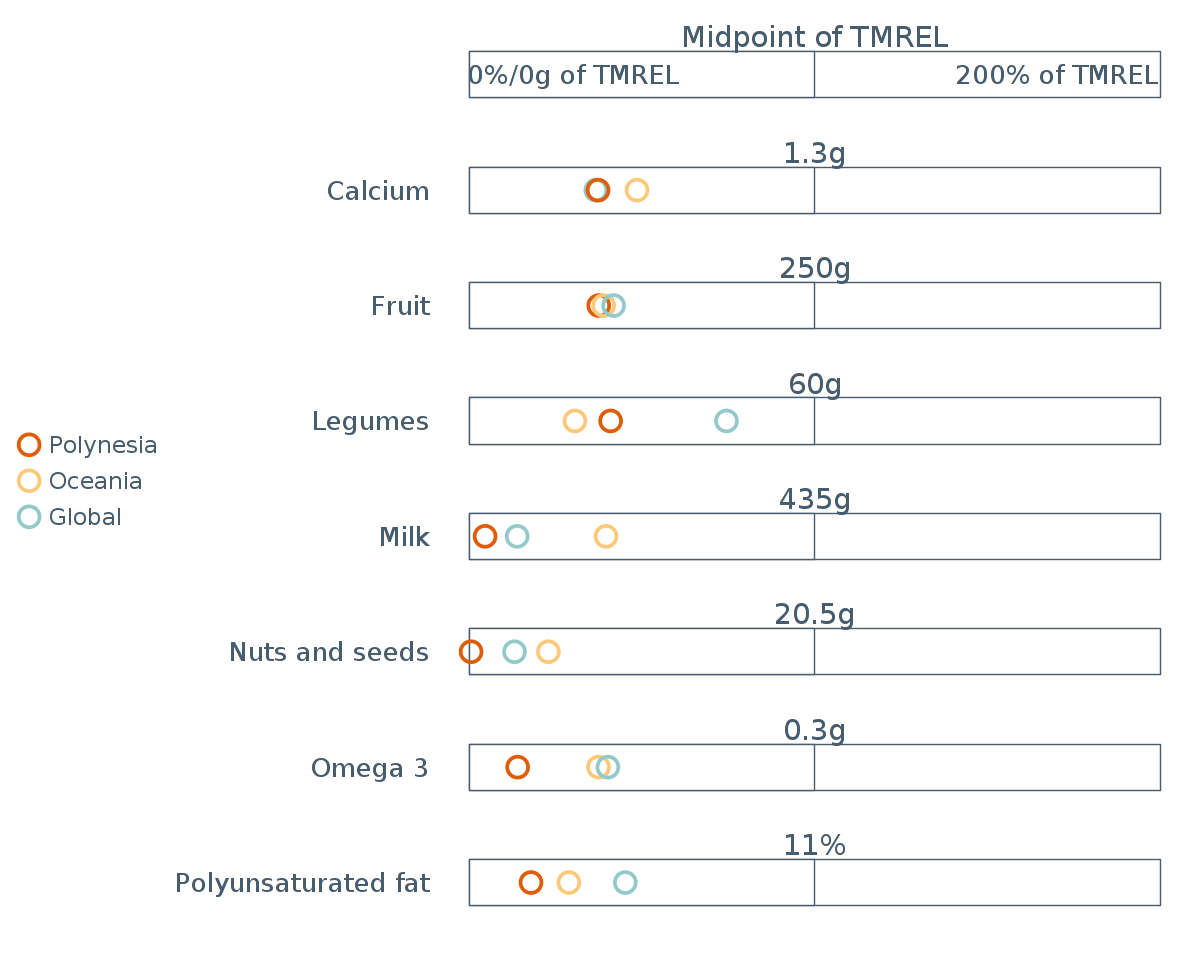 Midpoint of TMREL
0%/0g of TMREL
200% of TMREL
1.3g
Calcium
250g
Fruit
60g
Legumes
Polynesia
Oceania
Global
435g
Milk
20.5g
Nuts and seeds
0.3g
Omega 3
11%
Polyunsaturated fat